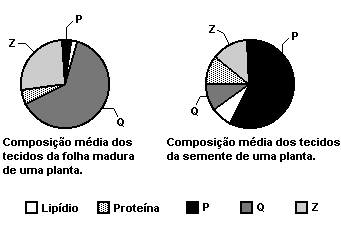 P
Z
Q
P
Z
Q
Composição média dos
tecidos da folha madura
de uma planta.
Composição média dos tecidos
da semente de uma planta.
Lipídio Proteína P Q Z